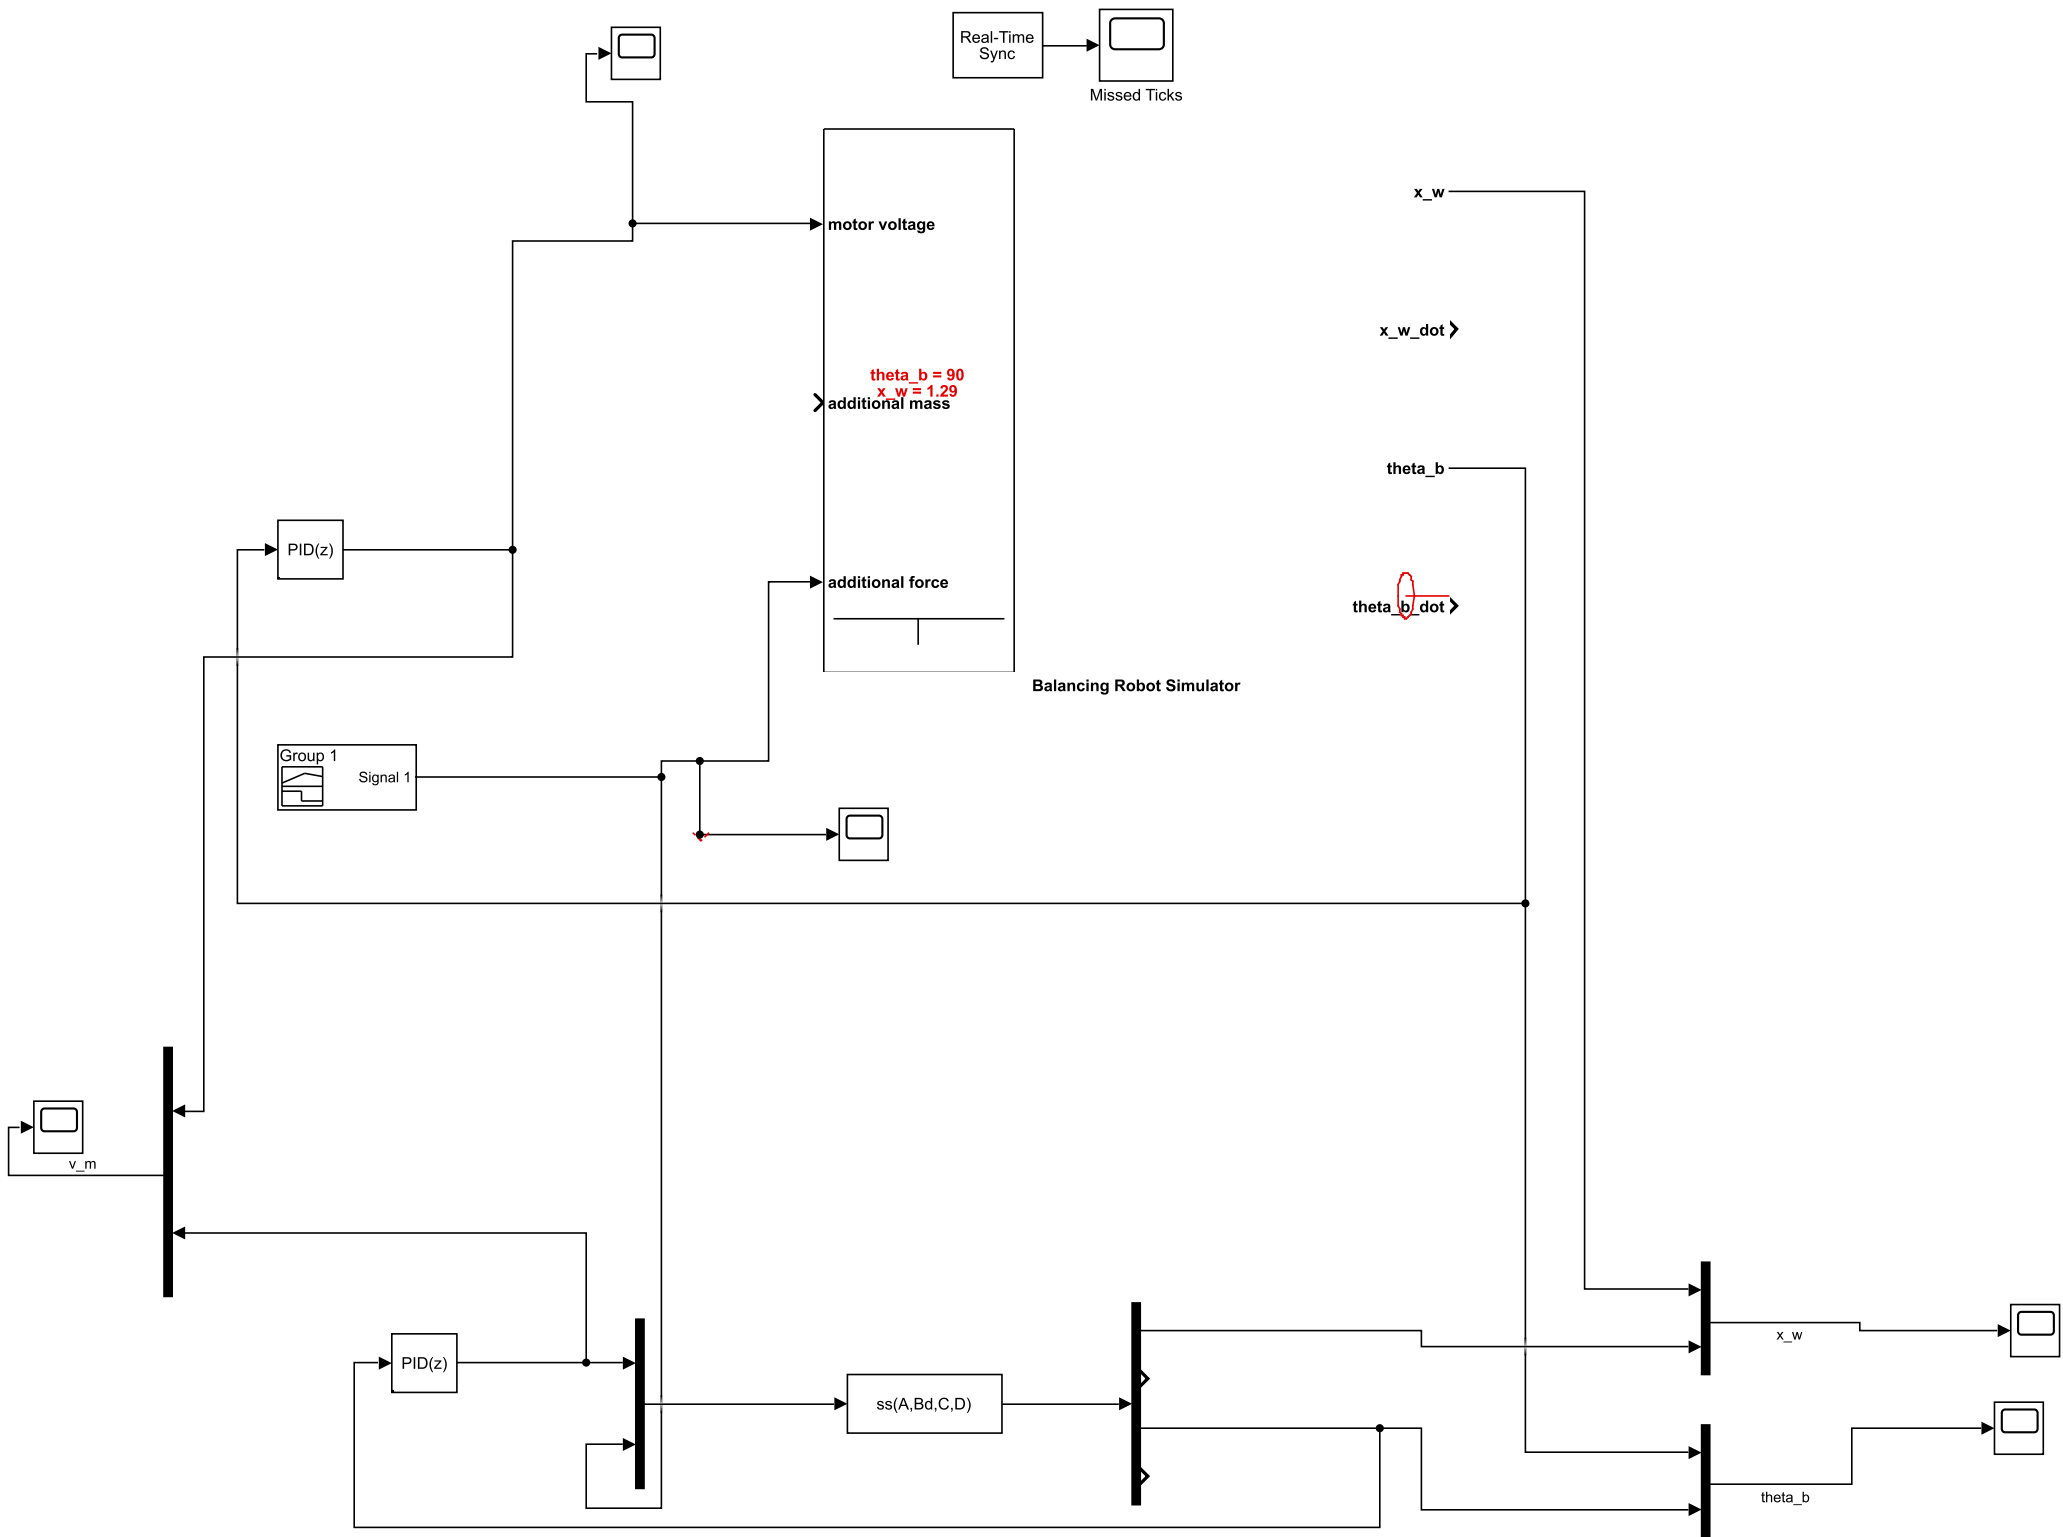 Real-Time
Sync
Missed Ticks
x_w
motor voltage
x_w_dot
theta_b = 90
x_w = 1.29
additional mass
theta_b
PID(z)
additional force
theta_b_dot
Balancing Robot Simulator
Group 1
Signal 1
v_m
x_w
PID(z)
ss(A,Bd,C,D)
theta_b